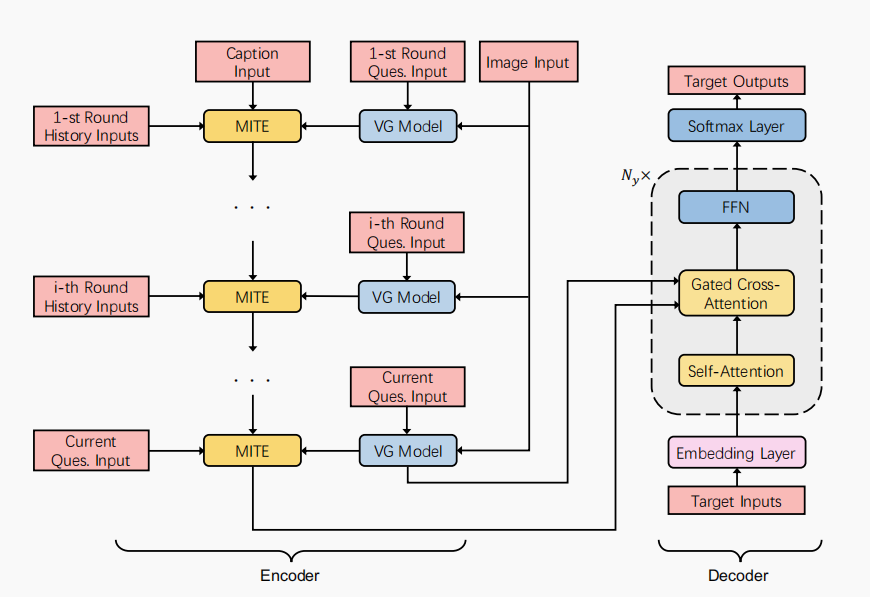 Caption
Input
1-st Round
Ques. Input
Image Input
1-st Round
History Inputs
MITE
VG Model
. . .
i-th Round
Ques. Input
i-th Round
History Inputs
MITE
VG Model
. . .
Current
Ques. Input
Current
Ques. Input
MITE
VG Model
Encoder
Target Outputs
Softmax Layer
Ny×
FFN
Gated Cross-
Attention
Self-Attention
Embedding Layer
Target Inputs
Decoder